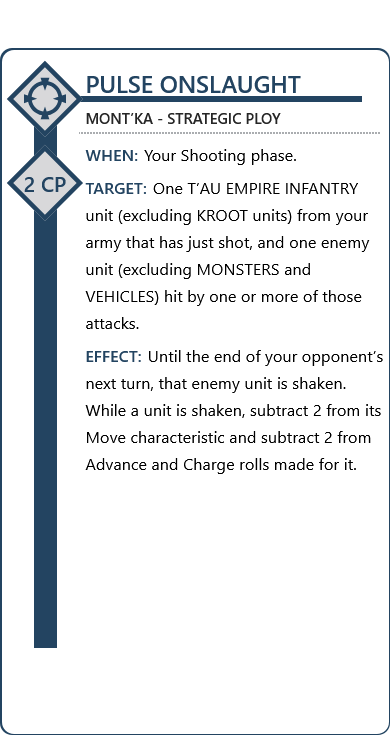 PULSE ONSLAUGHT
MONT'KA - STRATEGIC PLOY
WHEN: Your Shooting phase.
2 CP
TARGET: One T'AU EMPIRE INFANTRY
unit (excluding KROOT units) from your
army that has just shot, and one enemy
unit (excluding MONSTERS and
VEHICLES) hit by one or more of those
attacks.
EFFECT: Until the end of your opponent's
next turn, that enemy unit is shaken.
While a unit is shaken, subtract 2 from its
Move characteristic and subtract 2 from
Advance and Charge rolls made for it.